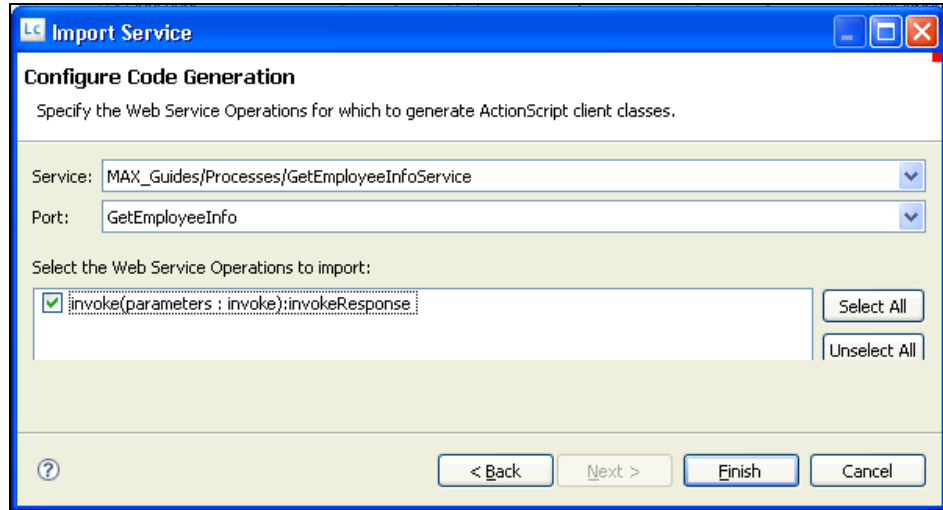 LC Import Service
Configure Code Generation
Specify the Web Service Operations for which to generate ActionScript client classes.
Service: MAX_Guides/Processes/GetEmployeeInfoService
Port: GetEmployeeInfo
Select the Web Service Operations to import:
invoke(parameters : invoke):invokeResponse
Select All
Unselect All
? < Back Next > Finish Cancel